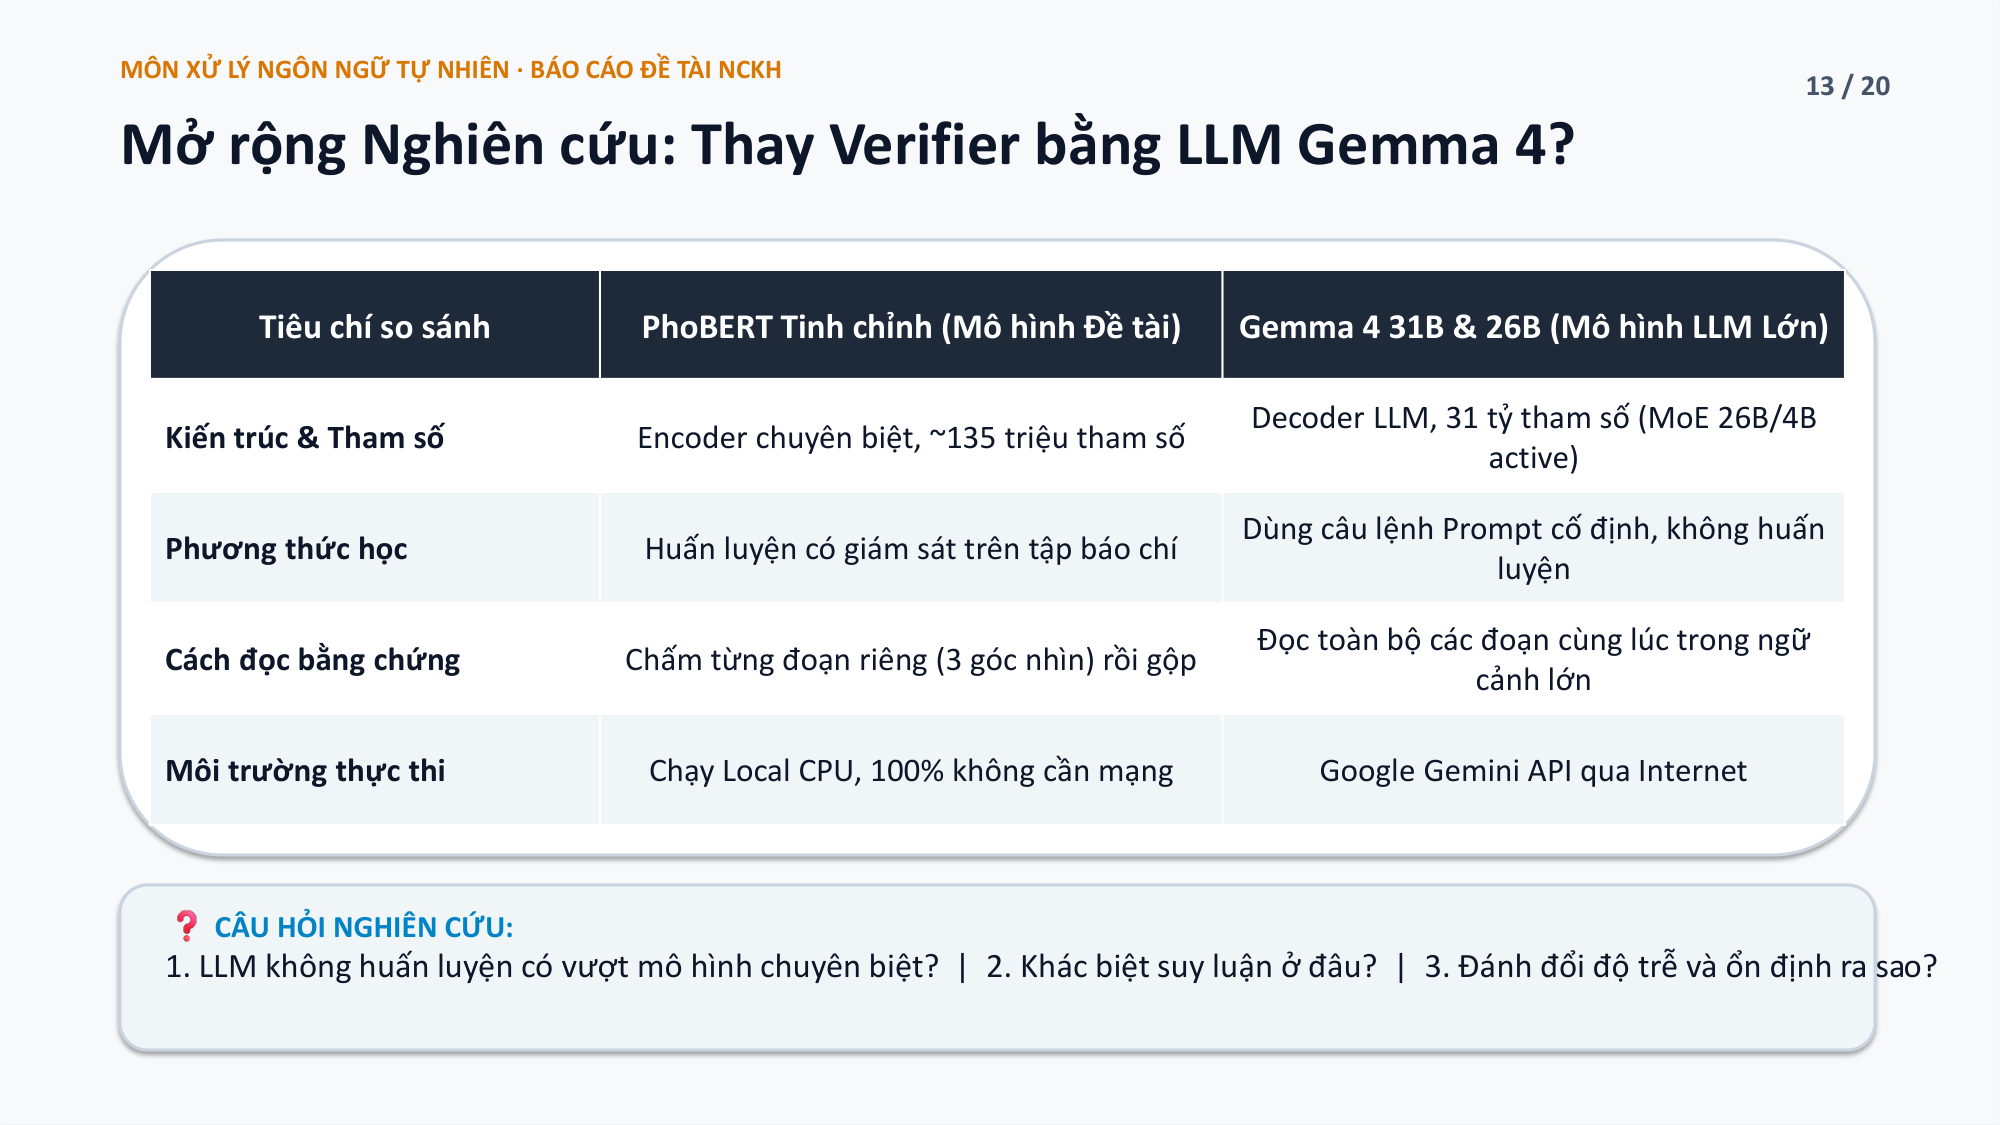 MÔN XỬ LÝ NGÔN NGỮ TỰ NHIÊN · BÁO CÁO ĐỀ TÀI NCKH
13 / 20
Mở rộng Nghiên cứu: Thay Verifier bằng LLM Gemma 4?
Tiêu chí so sánh
PhoBERT Tinh chỉnh (Mô hình Đề tài)
Gemma 4 31B & 26B (Mô hình LLM Lớn)
Kiến trúc & Tham số
Encoder chuyên biệt, ~135 triệu tham số
Decoder LLM, 31 tỷ tham số (MoE 26B/4B
active)
Phương thức học
Huấn luyện có giám sát trên tập báo chí
Dùng câu lệnh Prompt cố định, không huấn
luyện
Cách đọc bằng chứng
Chấm từng đoạn riêng (3 góc nhìn) rồi gộp
Đọc toàn bộ các đoạn cùng lúc trong ngữ
cảnh lớn
Môi trường thực thi
Chạy Local CPU, 100% không cần mạng
Google Gemini API qua Internet
❓ CÂU HỎI NGHIÊN CỨU:
1. LLM không huấn luyện có vượt mô hình chuyên biệt? | 2. Khác biệt suy luận ở đâu? | 3. Đánh đổi độ trễ và ổn định ra sao?